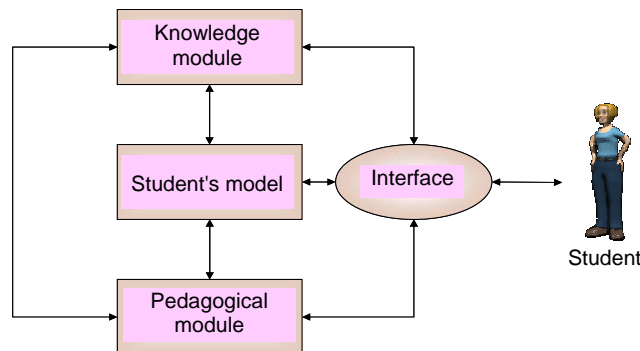 Knowledge
module
Student's model
Interface
Student
Pedagogical
module